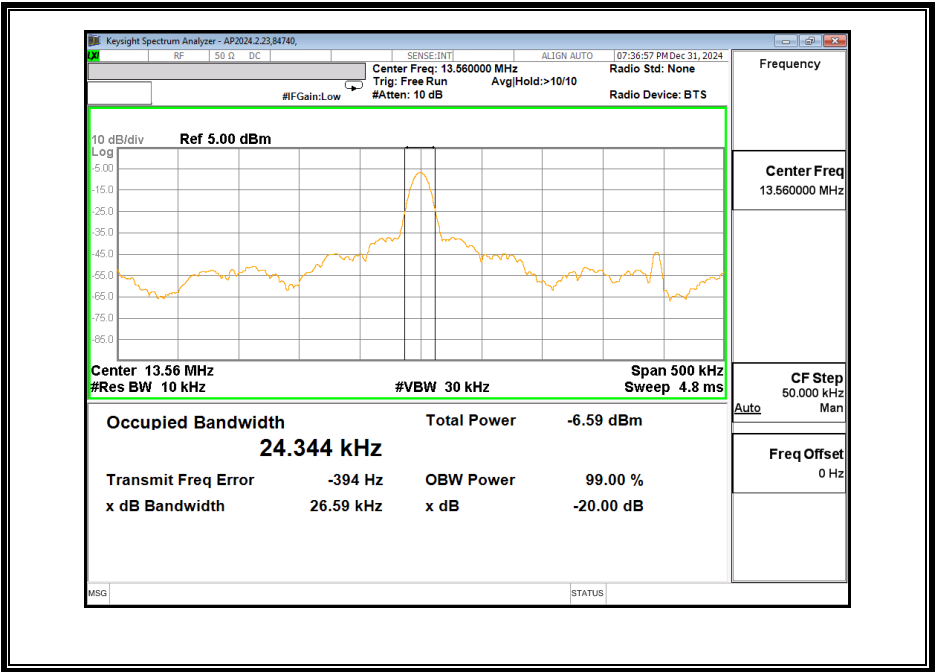 Keysight Spectrum Analyzer - AP2024.2.23,84740,
LXI RF 50 Ω DC SENSE:INT ALIGN AUTO 07:36:57 PM Dec 31, 2024
Center Freq: 13.560000 MHz Radio Std: None
Trig: Free Run Avg|Hold:>10/10
#IFGain:Low #Atten: 10 dB Radio Device: BTS
Frequency
10 dB/div Ref 5.00 dBm
Log
-5.00
-15.0
-25.0
-35.0
-45.0
-55.0
-65.0
-75.0
-85.0
Center 13.56 MHz Span 500 kHz
#Res BW 10 kHz #VBW 30 kHz Sweep 4.8 ms
Occupied Bandwidth Total Power -6.59 dBm
24.344 kHz
Transmit Freq Error -394 Hz OBW Power 99.00 %
x dB Bandwidth 26.59 kHz x dB -20.00 dB
Center Freq
13.560000 MHz
CF Step
50.000 kHz
Auto Man
Freq Offset
0 Hz
MSG STATUS